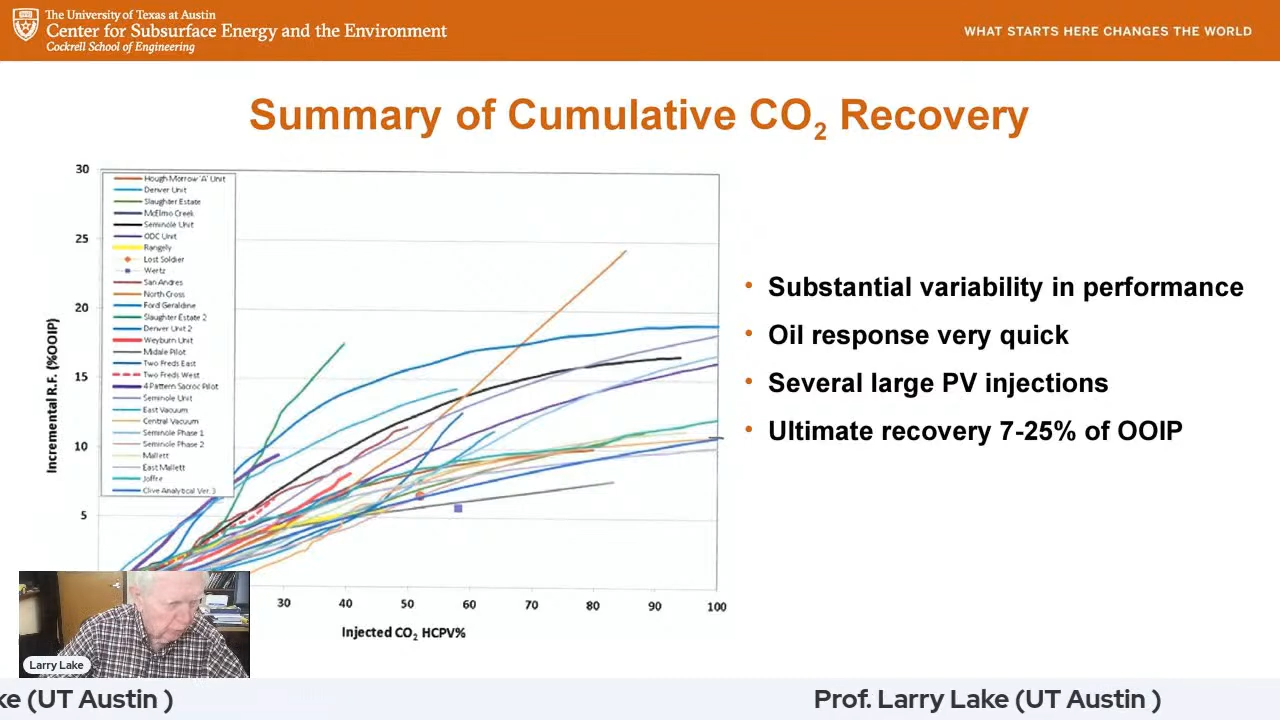 The University of Texas at Austin
Center for Subsurface Energy and the Environment
Cockrell School of Engineering
WHAT STARTS HERE CHANGES THE WORLD
Summary of Cumulative CO2 Recovery
30
25
20
15
10
5
Incremental R.F. (%OOIP)
Hough Morrow 'A' Unit
Denver Unit
Slaughter Estate
McElmo Creek
Seminole Unit
ODC Unit
Rangely
Lost Soldier
Wertz
San Andres
North Cross
Ford Geraldine
Slaughter Estate 2
Denver Unit 2
Weyburn Unit
Midale Pilot
Two Freds East
Two Freds West
4 Pattern Sacroc Pilot
Seminole Unit
East Vacuum
Central Vacuum
Seminole Phase 1
Seminole Phase 2
Mallett
East Mallett
Joffre
Clive Analytical Ver.3
30 40 50 60 70 80 90 100
Injected CO2 HCPV%
• Substantial variability in performance
• Oil response very quick
• Several large PV injections
• Ultimate recovery 7-25% of OOIP
Larry Lake
ke (UT Austin )
Prof. Larry Lake (UT Austin )